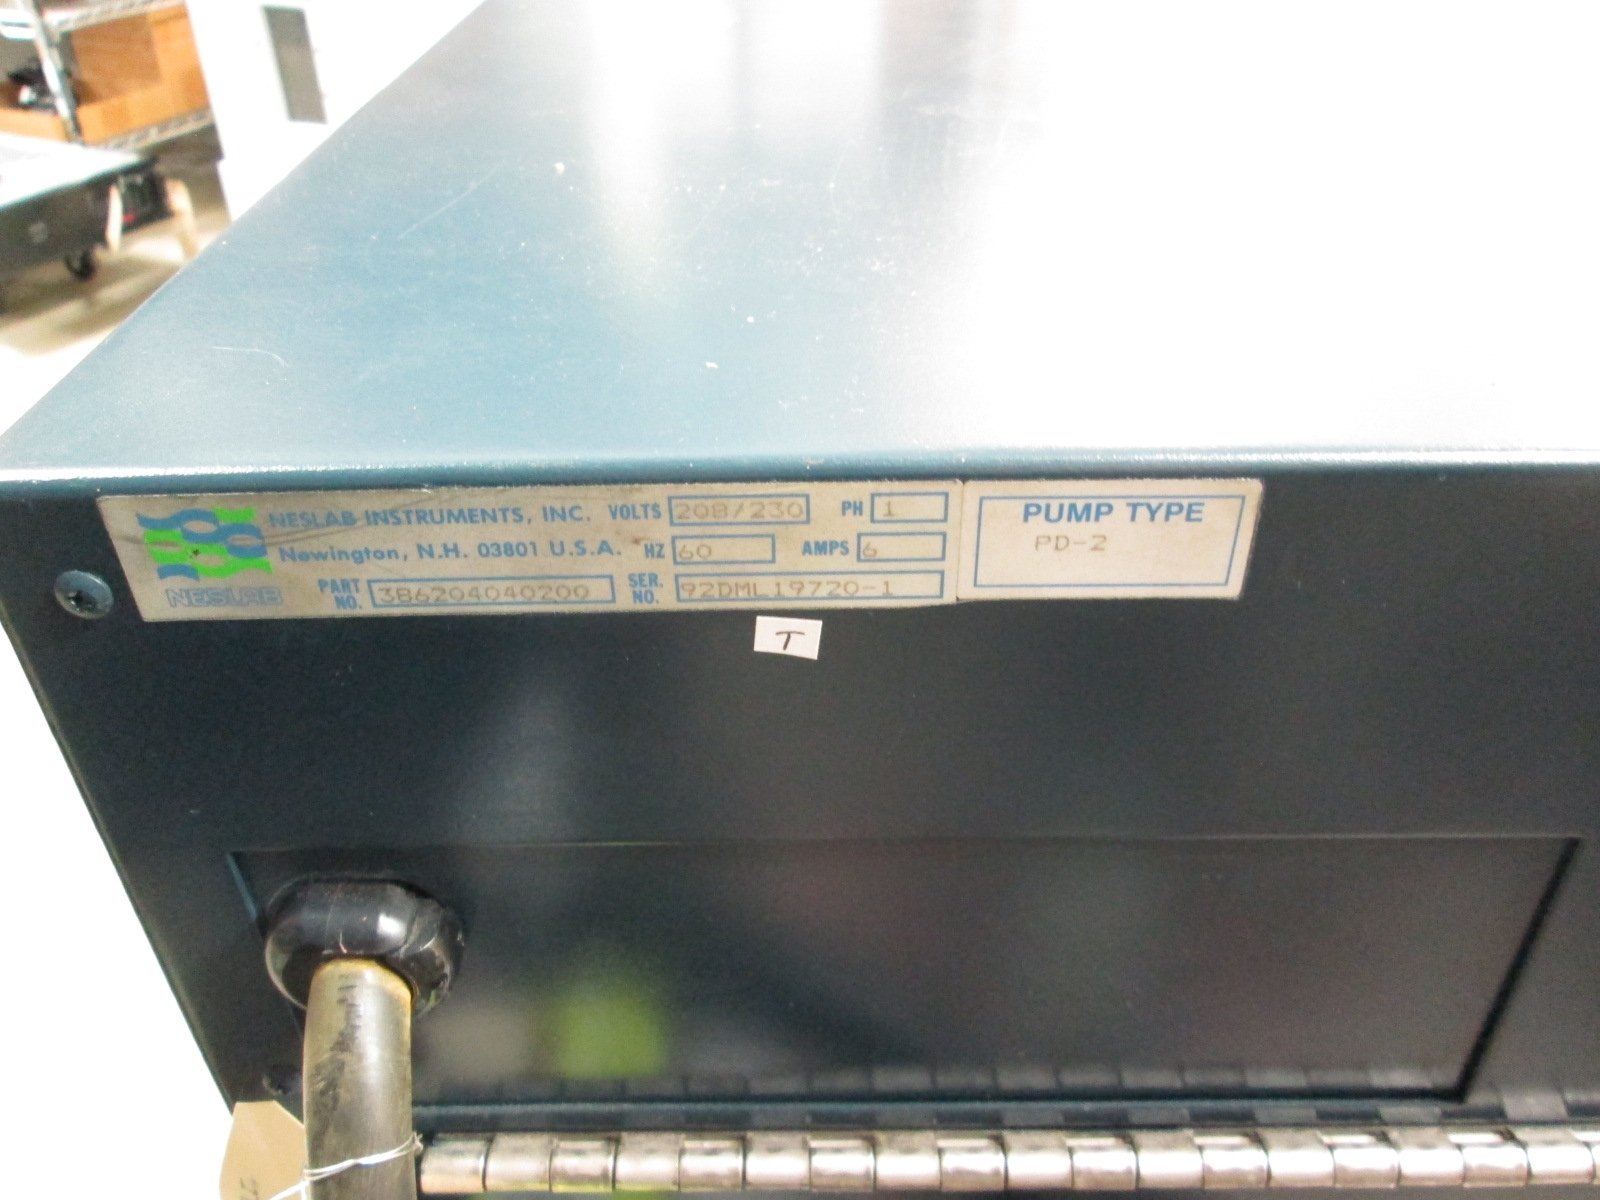 NESLAB INSTRUMENTS, INC. VOLTS 208/230 PH 1
Newington, N.H. 03801 U.S.A. HZ 60 AMPS 6
NESLAB PART NO. 386204040200 SER. NO. 92DML19720-1
PUMP TYPE
PD-2
T